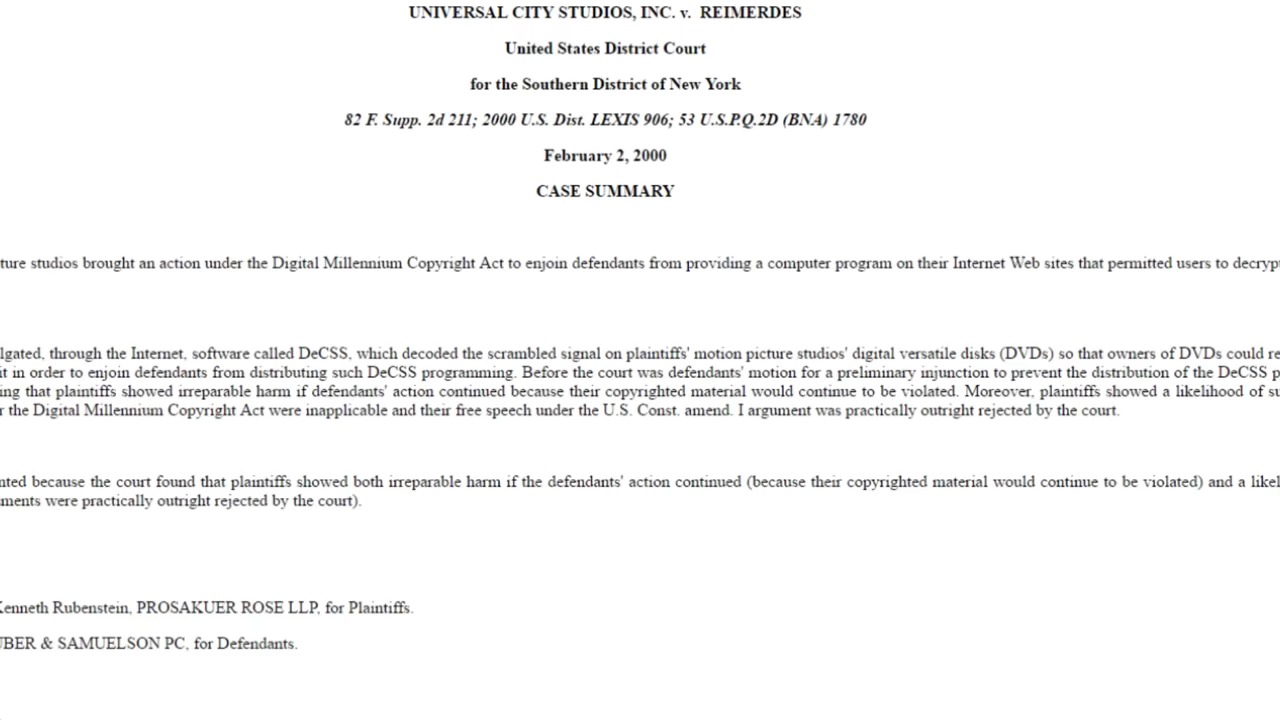 UNIVERSAL CITY STUDIOS, INC. v. REIMERDES
United States District Court
for the Southern District of New York
82 F. Supp. 2d 211; 2000 U.S. Dist. LEXIS 906; 53 U.S.P.Q.2D (BNA) 1780
February 2, 2000
CASE SUMMARY
ture studios brought an action under the Digital Millennium Copyright Act to enjoin defendants from providing a computer program on their Internet Web sites that permitted users to decryp
lgated, through the Internet, software called DeCSS, which decoded the scrambled signal on plaintiffs' motion picture studios' digital versatile disks (DVDs) so that owners of DVDs could re
it in order to enjoin defendants from distributing such DeCSS programming. Before the court was defendants' motion for a preliminary injunction to prevent the distribution of the DeCSS p
ing that plaintiffs showed irreparable harm if defendants' action continued because their copyrighted material would continue to be violated. Moreover, plaintiffs showed a likelihood of su
r the Digital Millennium Copyright Act were inapplicable and their free speech under the U.S. Const. amend. I argument was practically outright rejected by the court.
nted because the court found that plaintiffs showed both irreparable harm if the defendants' action continued (because their copyrighted material would continue to be violated) and a likel
ments were practically outright rejected by the court).
Kenneth Rubenstein, PROSAKUER ROSE LLP, for Plaintiffs.
UBER & SAMUELSON PC, for Defendants.